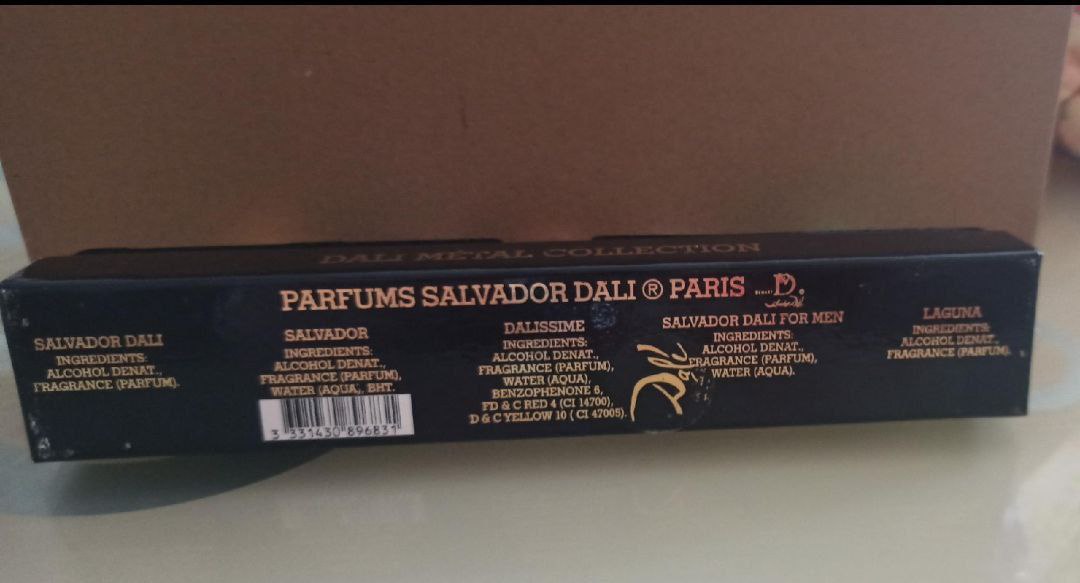 DALI METAL COLLECTION
PARFUMS SALVADOR DALI ® PARIS
SALVADOR DALI
INGREDIENTS:
ALCOHOL DENAT.,
FRAGRANCE (PARFUM).
SALVADOR
INGREDIENTS:
ALCOHOL DENAT.,
FRAGRANCE (PARFUM),
WATER (AQUA), BHT.
3 331430 896831
DALISSIME
INGREDIENTS:
ALCOHOL DENAT.,
FRAGRANCE (PARFUM),
WATER (AQUA),
BENZOPHENONE 6,
FD & C RED 4 (CI 14700),
D & C YELLOW 10 ( CI 47005).
Dali
SALVADOR DALI FOR MEN
INGREDIENTS:
ALCOHOL DENAT.,
FRAGRANCE (PARFUM),
WATER (AQUA).
LAGUNA
INGREDIENTS:
ALCOHOL DENAT.,
FRAGRANCE (PARFUM).